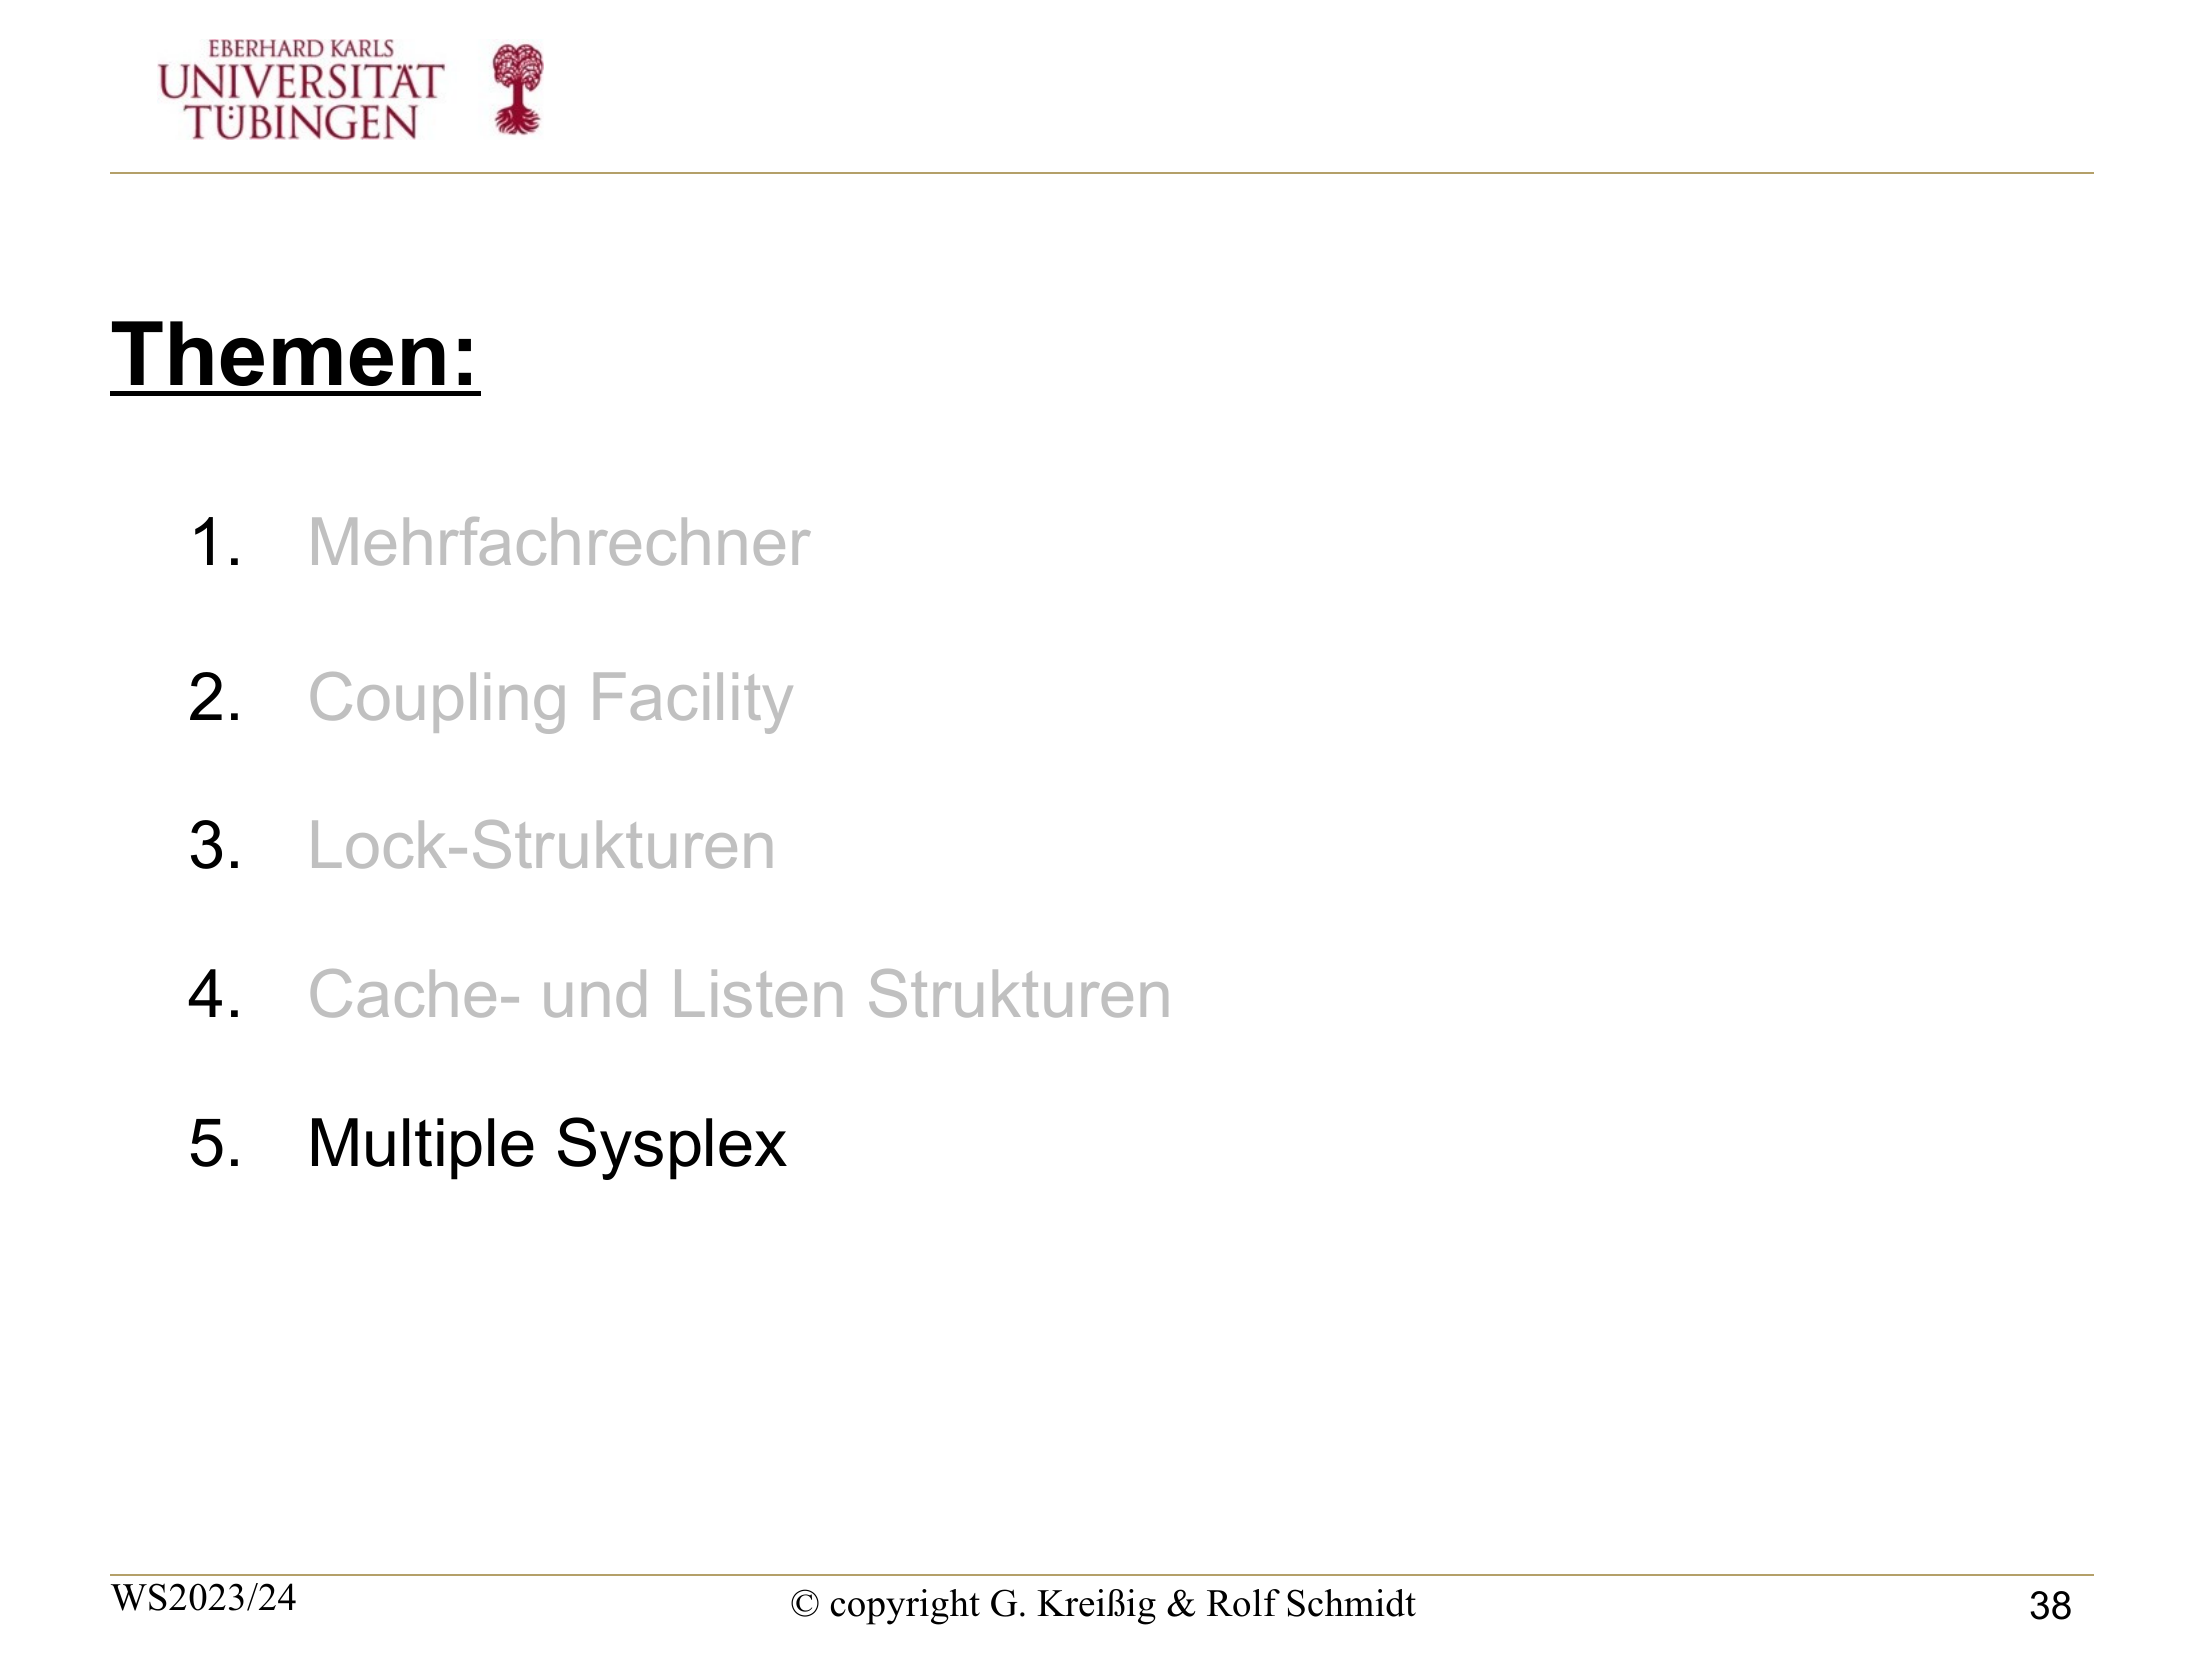 EBERHARD KARLS
UNIVERSITÄT
TÜBINGEN
Themen:
1. Mehrfachrechner
2. Coupling Facility
3. Lock-Strukturen
4. Cache- und Listen Strukturen
5. Multiple Sysplex
WS2023/24
© copyright G. Kreißig & Rolf Schmidt
38